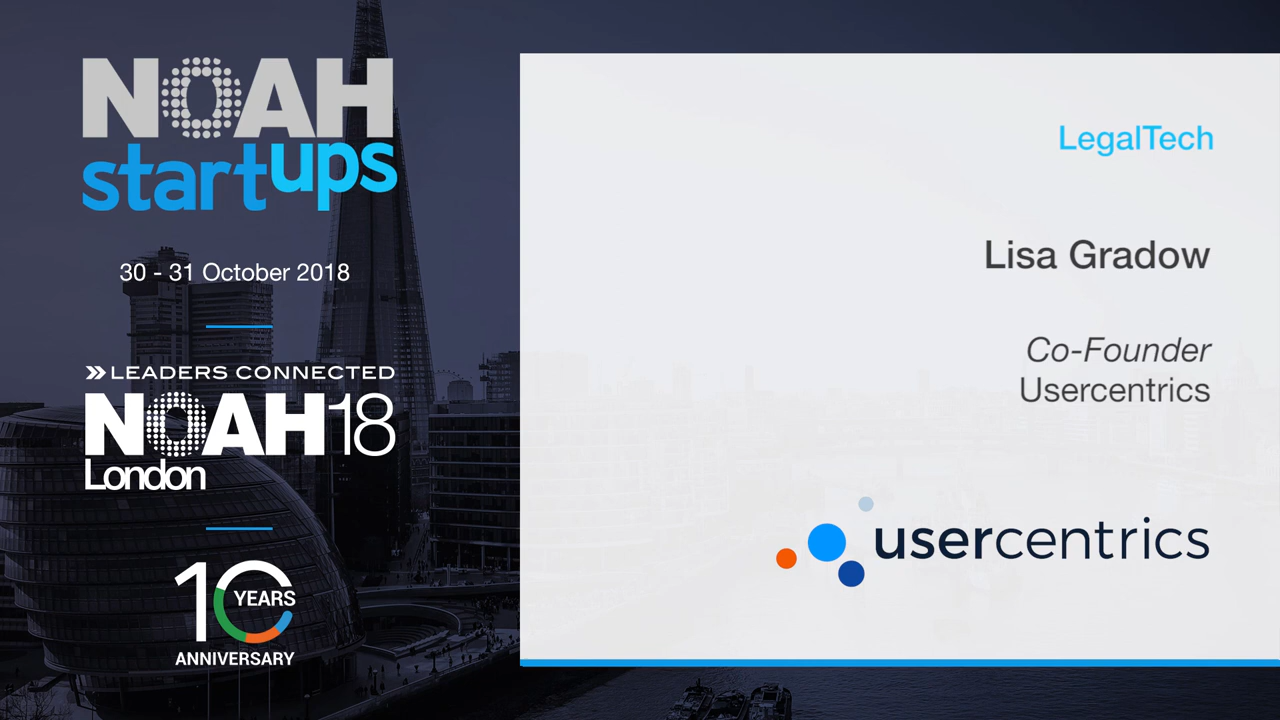 NOAH
startups
30 - 31 October 2018
LEADERS CONNECTED
NOAH18
London
10
YEARS
ANNIVERSARY
LegalTech
Lisa Gradow
Co-Founder
Usercentrics
usercentrics